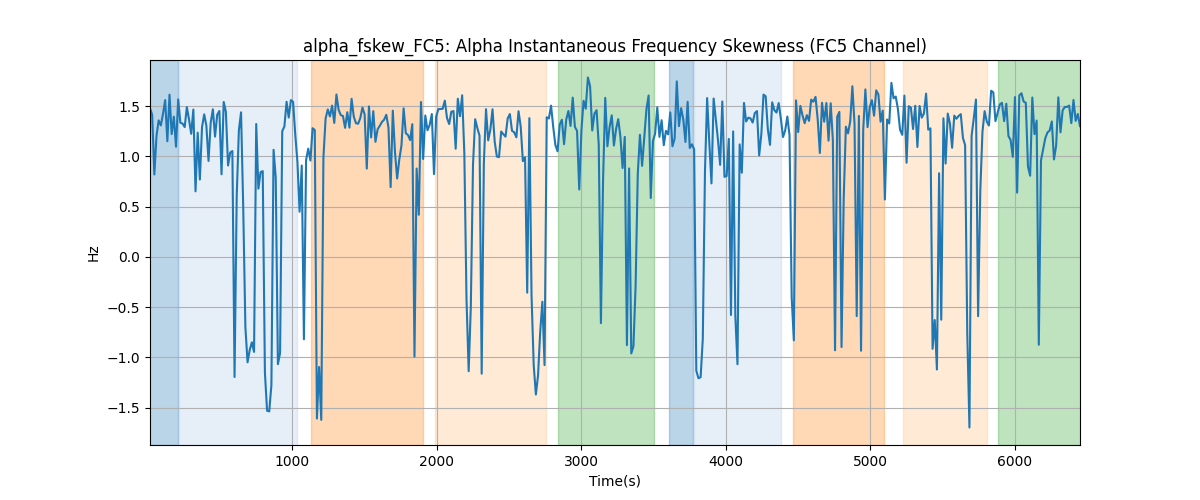 alpha_fskew_FC5: Alpha Instantaneous Frequency Skewness (FC5 Channel)
Hz
1.5
1.0
0.5
0.0
−0.5
−1.0
−1.5
1000 2000 3000 4000 5000 6000
Time(s)